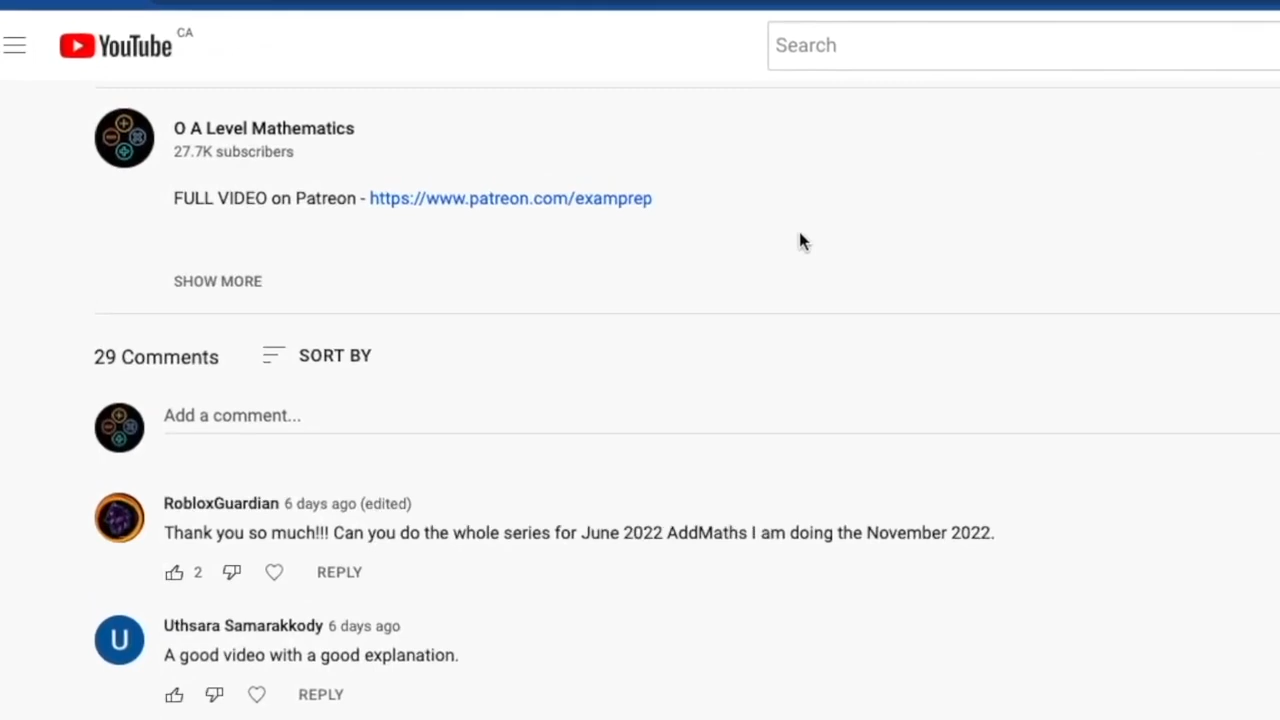 YouTube CA
Search
O A Level Mathematics
27.7K subscribers
FULL VIDEO on Patreon - https://www.patreon.com/examprep
SHOW MORE
29 Comments SORT BY
Add a comment...
RobloxGuardian 6 days ago (edited)
Thank you so much!!! Can you do the whole series for June 2022 AddMaths I am doing the November 2022.
2 REPLY
U
Uthsara Samarakkody 6 days ago
A good video with a good explanation.
REPLY